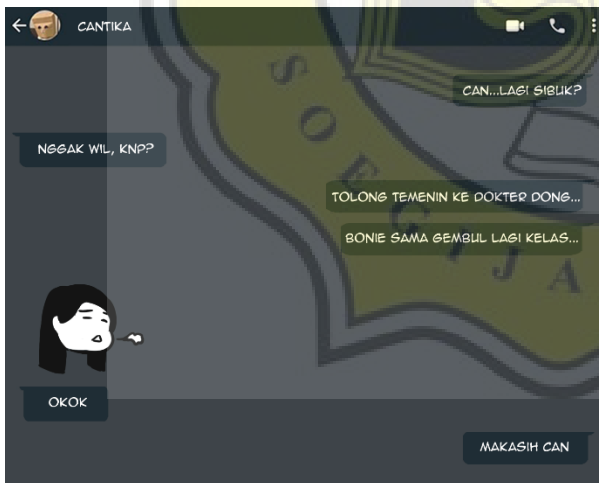 CANTIKA
CAN...LAGI SIBUK?
NGGAK WIL, KNP?
TOLONG TEMENIN KE DOKTER DONG...
BONIE SAMA GEMBUL LAGI KELAS...
OKOK
MAKASIH CAN
SOEGIJA